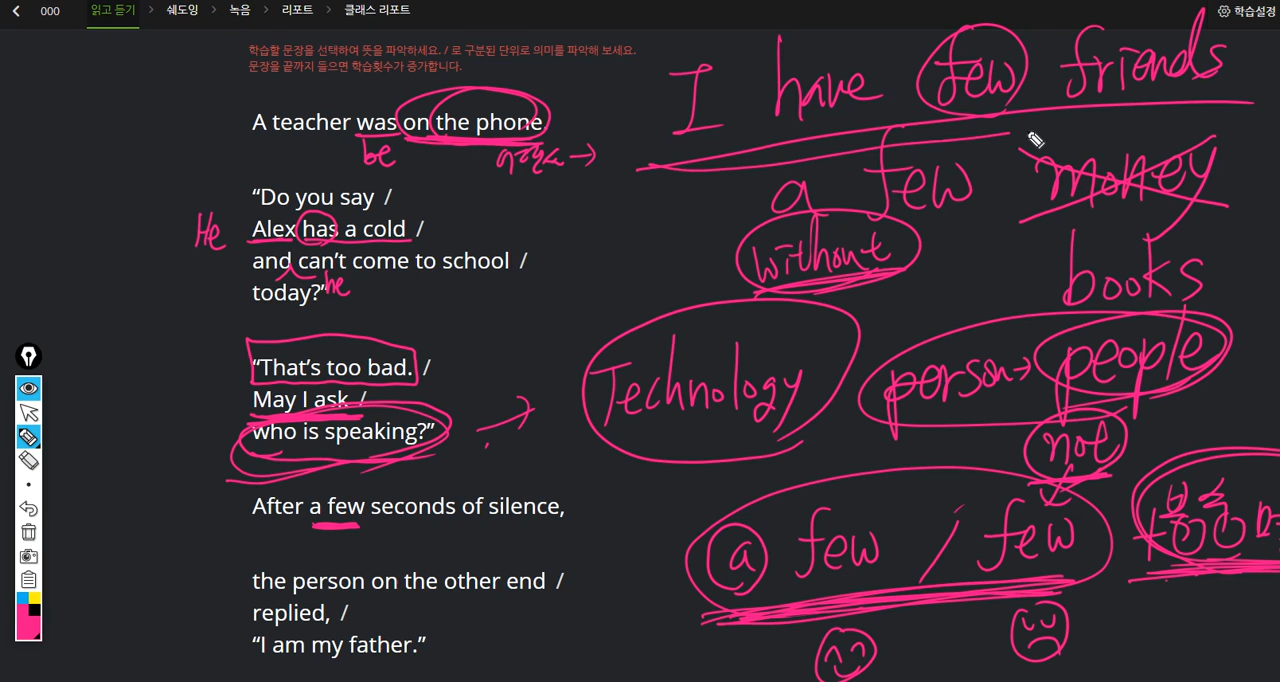 000 읽고 듣기 > 쉐도잉 > 녹음 > 리포트 > 클래스 리포트 학습설정
학습할 문장을 선택하여 뜻을 파악하세요. / 로 구분된 단위로 의미를 파악해 보세요.
문장을 끝까지 들으면 학습횟수가 증가합니다.
I have few friends
A teacher was on the phone.
be
a few money
“Do you say /
He
Alex has a cold /
without
and can’t come to school /
he
books
today?”
“That’s too bad. /
Technology
person → people
May I ask /
who is speaking?”
not
After a few seconds of silence,
a few / few
the person on the other end /
replied, /
“I am my father.”